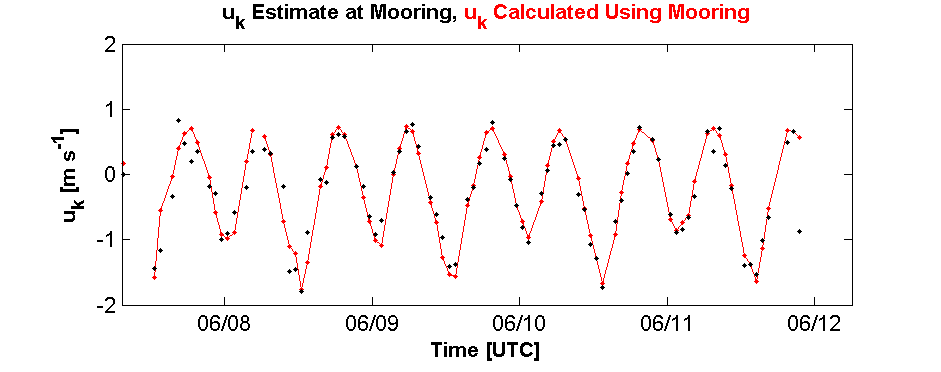 uk Estimate at Mooring, uk Calculated Using Mooring
2
1
0
-1
-2
uk [m s-1]
06/08 06/09 06/10 06/11 06/12
Time [UTC]